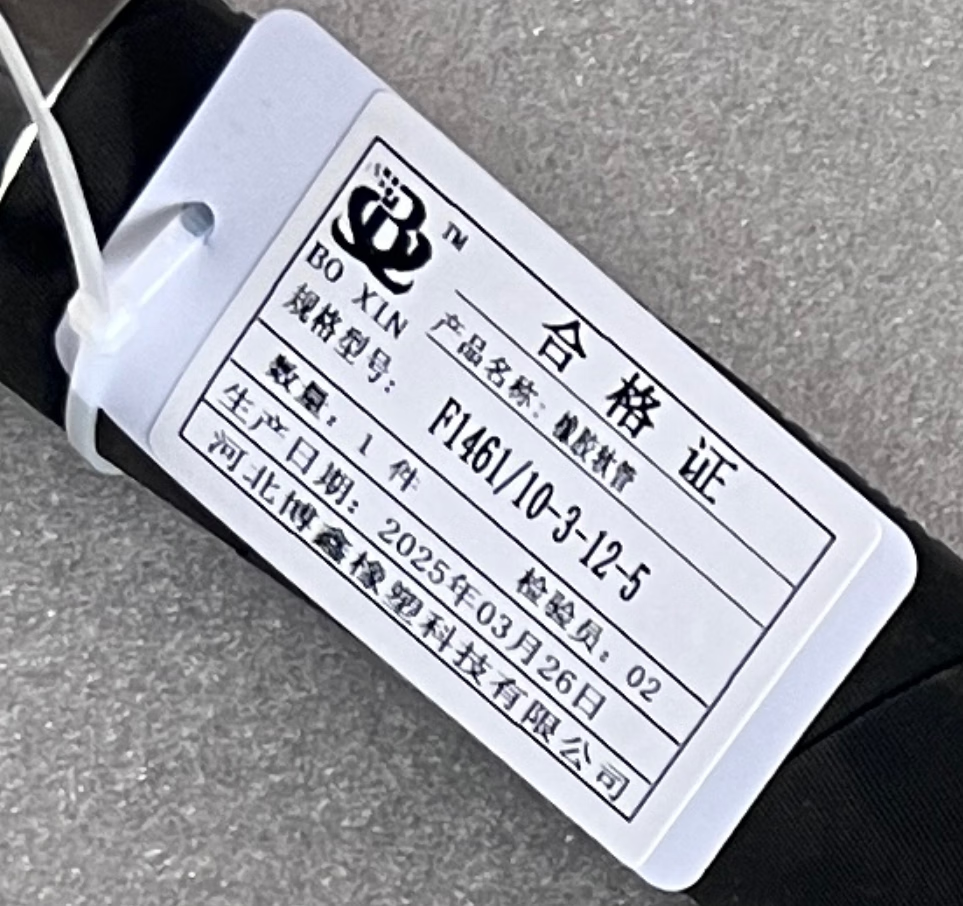 合格证
TM
BO XIN
产品名称：橡胶软管
规格型号：
F1461/10-3-12-5
数量：1 件 检验员：02
生产日期：2025年03月26日
河北博鑫橡塑科技有限公司